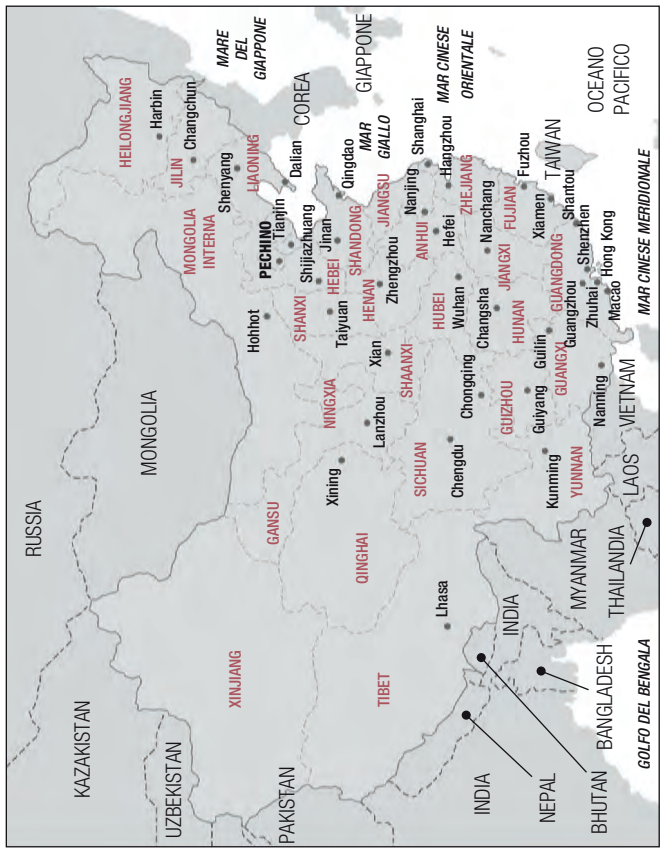 RUSSIA
KAZAKISTAN
UZBEKISTAN
PAKISTAN
MONGOLIA
HEILONGJIANG
Harbin
Changchun
JILIN
Shenyang
LIAONING
MONGOLIA
INTERNA
Dalian
MARE
DEL
GIAPPONE
COREA
GIAPPONE
XINJIANG
GANSU
Hohhot
PECHINO
Tianjin
Shijiazhuang
HEBEI
SHANXI
Taiyuan
Jinan
SHANDONG
Qingdao
MAR
GIALLO
NINGXIA
Xining
QINGHAI
Lanzhou
Xian
SHAANXI
HENAN
Zhengzhou
JIANGSU
Nanjing
Shanghai
ANHUI
Hefei
Hangzhou
ZHEJIANG
MAR CINESE
ORIENTALE
TIBET
Lhasa
SICHUAN
Chengdu
Chongqing
HUBEI
Wuhan
Changsha
HUNAN
Nanchang
JIANGXI
FUJIAN
Fuzhou
Xiamen
TAIWAN
OCEANO
PACIFICO
GUIZHOU
Guiyang
Guilin
GUANGXI
GUANGDONG
Guangzhou
Shantou
Shenzhen
Hong Kong
Zhuhai
Macao
Kunming
YUNNAN
Nanning
MAR CINESE MERIDIONALE
INDIA
NEPAL
BHUTAN
BANGLADESH
INDIA
MYANMAR
THAILANDIA
LAOS
VIETNAM
GOLFO DEL BENGALA